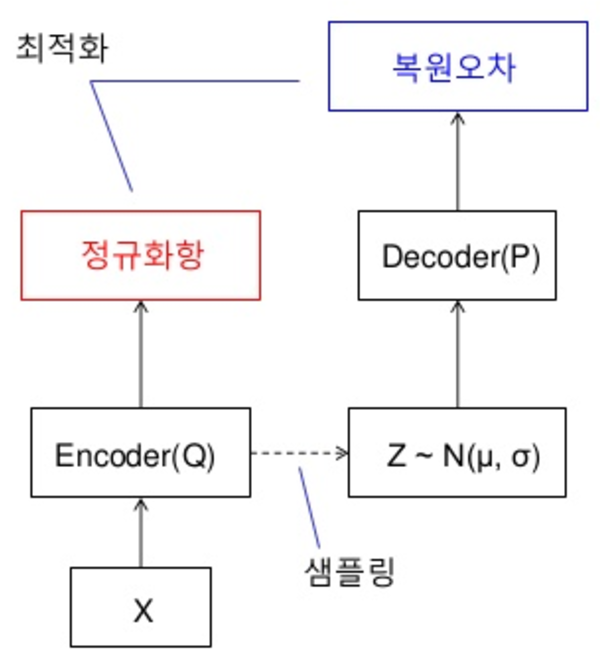 최적화
복원오차
정규화항
Decoder(P)
Encoder(Q)
Z ~ N(μ, σ)
샘플링
X